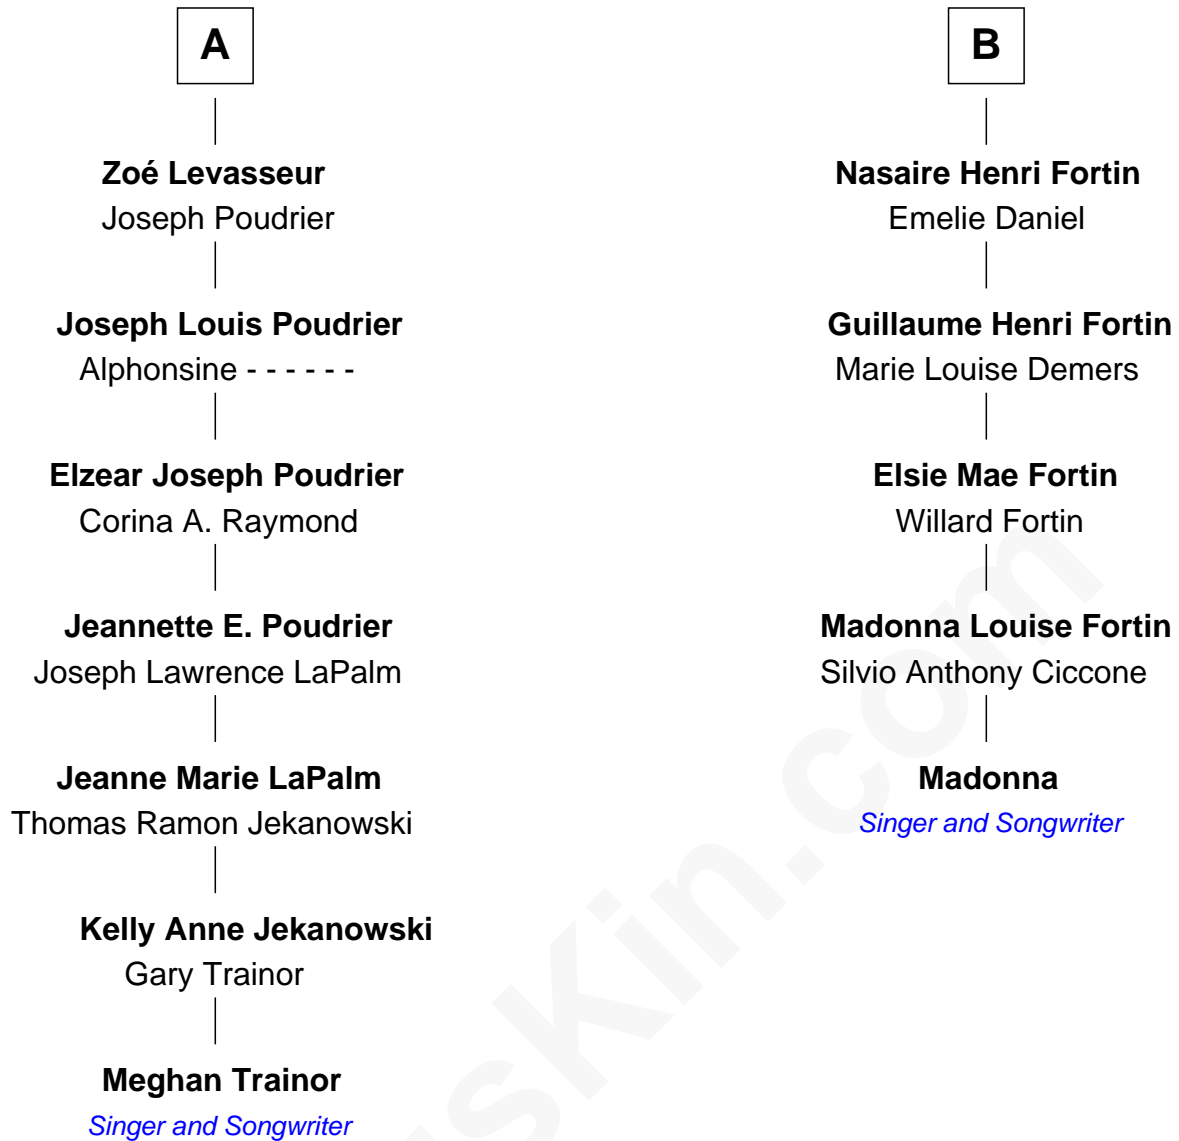 A
Zoé Levasseur
Joseph Poudrier
Joseph Louis Poudrier
Alphonsine - - - - - -
Elzear Joseph Poudrier
Corina A. Raymond
Jeannette E. Poudrier
Joseph Lawrence LaPalm
Jeanne Marie LaPalm
Thomas Ramon Jekanowski
Kelly Anne Jekanowski
Gary Trainor
Meghan Trainor
Singer and Songwriter
B
Nasaire Henri Fortin
Emelie Daniel
Guillaume Henri Fortin
Marie Louise Demers
Elsie Mae Fortin
Willard Fortin
Madonna Louise Fortin
Silvio Anthony Ciccone
Madonna
Singer and Songwriter
sKin.com